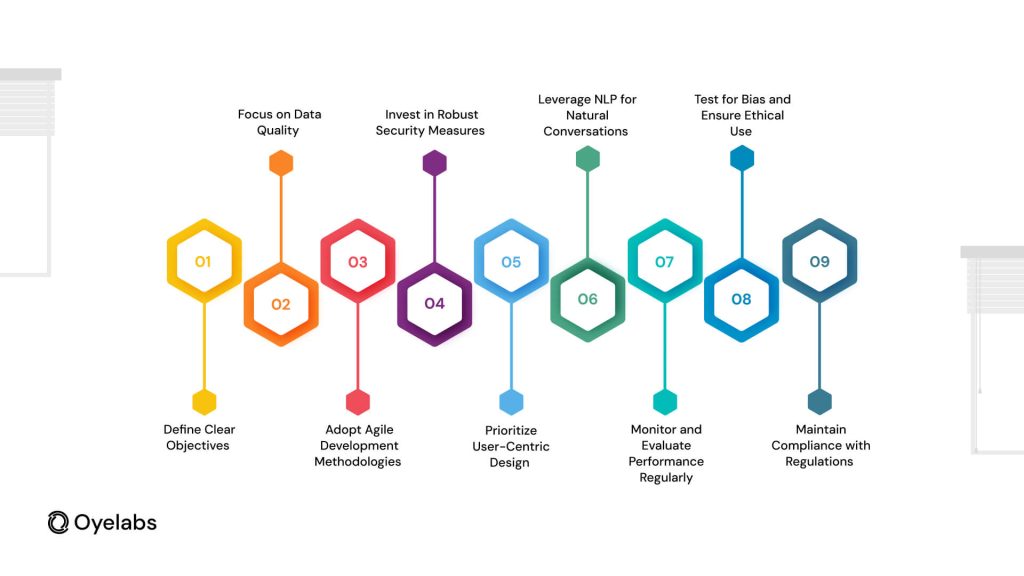 Focus on Data
Quality
Invest in Robust
Security Measures
Leverage NLP for
Natural
Conversations
Test for Bias and
Ensure Ethical
Use
01
02
03
04
05
06
07
08
09
Define Clear
Objectives
Adopt Agile
Development
Methodologies
Prioritize
User-Centric
Design
Monitor and
Evaluate
Performance
Regularly
Maintain
Compliance with
Regulations
Oyelabs